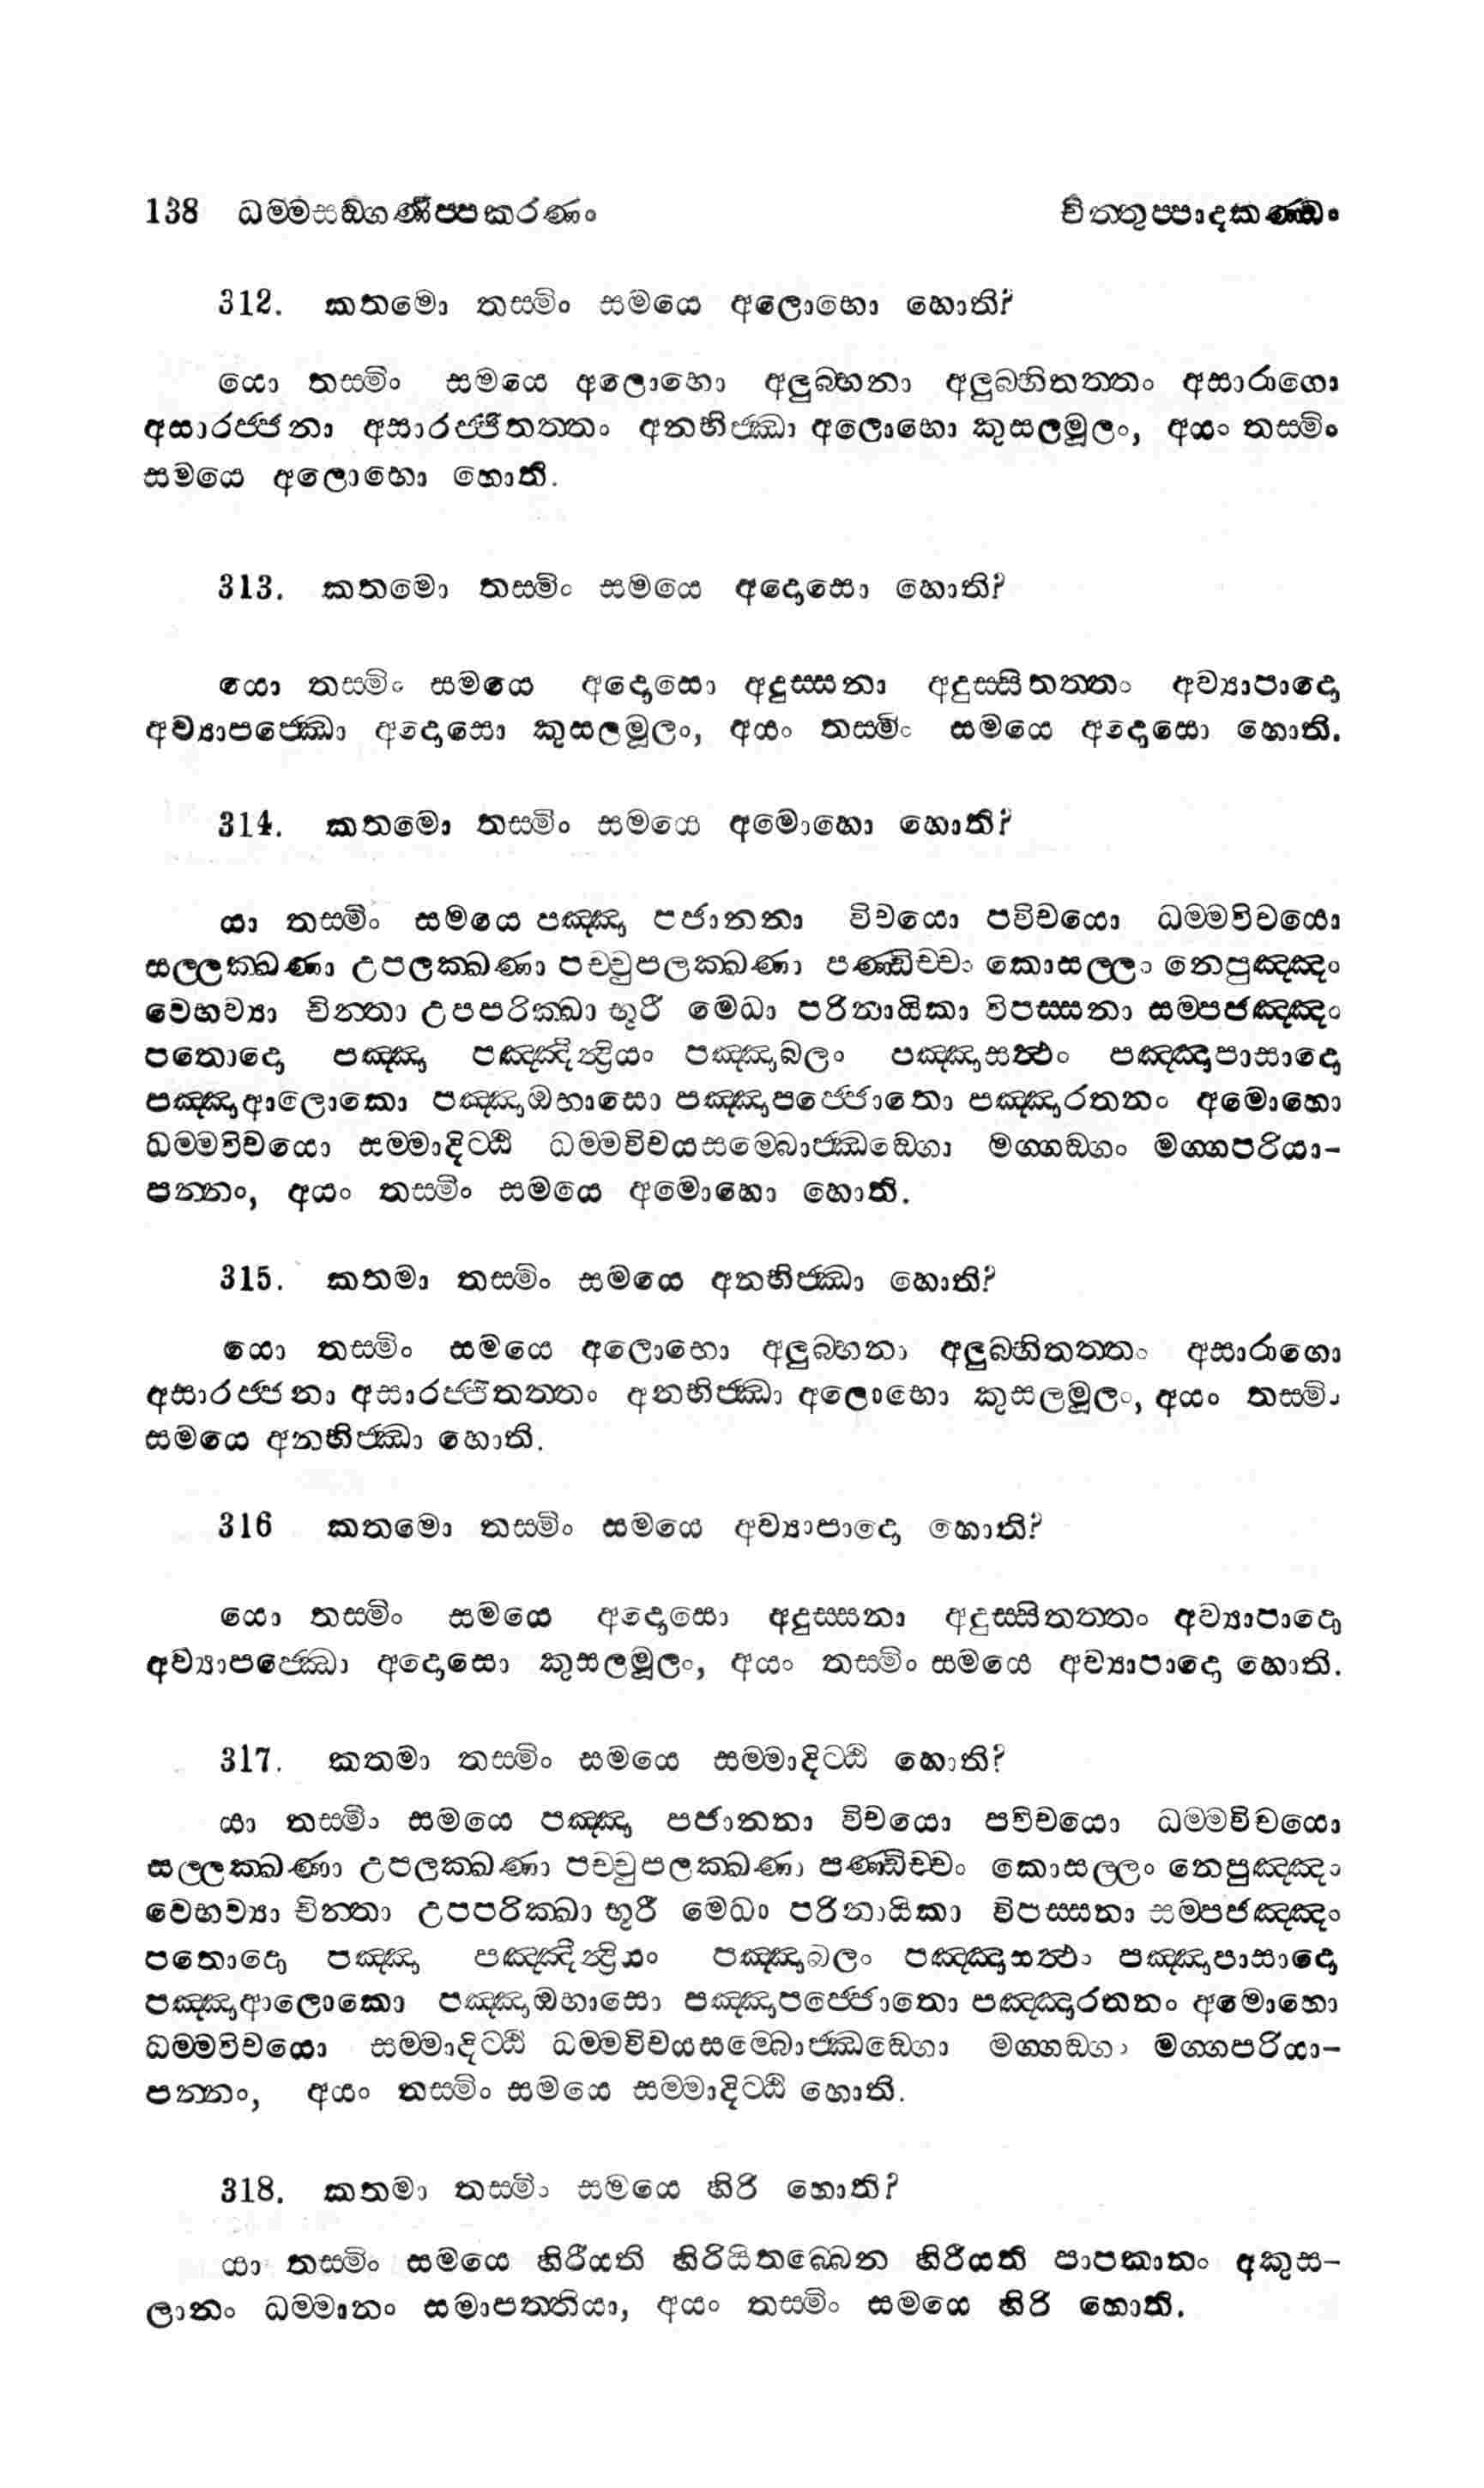 138 ධම්මසඞ්ගණිප්පකරණං චිත්තුප්පාදකණ්ඩං
312. කතමො තස්මිං සමයෙ අලොභො හොති?
යො තස්මිං සමයෙ අලොභො අලුබ්භනා අලුබ්භිතත්තං අසාරාගො
අසාරජ්ජනා අසාරජ්ජිතත්තං අනභිජ්ඣා අලොභො කුසලමූලං, අයං තස්මිං
සමයෙ අලොභො හොති.
313. කතමො තස්මිං සමයෙ අදොසො හොති?
යො තස්මිං සමයෙ අදොසො අදුස්සනා අදුස්සිතත්තං අව්‍යාපාදො
අව්‍යාපජ්ඣො අදොසො කුසලමූලං, අයං තස්මිං සමයෙ අදොසො හොති.
314. කතමො තස්මිං සමයෙ අමොහො හොති?
යා තස්මිං සමයෙ පඤ්ඤා පජානනා විචයො පවිචයො ධම්මවිචයො
සල්ලක්ඛණා උපලක්ඛණා පච්චුපලක්ඛණා පණ්ඩිච්චං කොසල්ලං නෙපුඤ්ඤං
වෙභව්‍යා චින්තා උපපරික්ඛා භූරී මෙධා පරිනායිකා විපස්සනා සම්පජඤ්ඤං
පතොදො පඤ්ඤා පඤ්ඤින්‍ද්‍රියං පඤ්ඤාබලං පඤ්ඤාසත්‍ථං පඤ්ඤාපාසාදො
පඤ්ඤාආලොකො පඤ්ඤාඔභාසො පඤ්ඤාපජ්ජොතො පඤ්ඤාරතනං අමොහො
ධම්මවිචයො සම්මාදිට්ඨි ධම්මවිචයසම්බොජ්ඣඞ්ගො මග්ගඞ්ගං මග්ගපරියා-
පන්නං, අයං තස්මිං සමයෙ අමොහො හොති.
315. කතමා තස්මිං සමයෙ අනභිජ්ඣා හොති?
යො තස්මිං සමයෙ අලොභො අලුබ්භනා අලුබ්භිතත්තං අසාරාගො
අසාරජ්ජනා අසාරජ්ජිතත්තං අනභිජ්ඣා අලොභො කුසලමූලං, අයං තස්මිං
සමයෙ අනභිජ්ඣා හොති.
316 කතමො තස්මිං සමයෙ අව්‍යාපාදො හොති?
යො තස්මිං සමයෙ අදොසො අදුස්සනා අදුස්සිතත්තං අව්‍යාපාදො
අව්‍යාපජ්ඣො අදොසො කුසලමූලං, අයං තස්මිං සමයෙ අව්‍යාපාදො හොති.
317. කතමා තස්මිං සමයෙ සම්මාදිට්ඨි හොති?
යා තස්මිං සමයෙ පඤ්ඤා පජානනා විචයො පවිචයො ධම්මවිචයො
සල්ලක්ඛණා උපලක්ඛණා පච්චුපලක්ඛණා පණ්ඩිච්චං කොසල්ලං නෙපුඤ්ඤං
වෙභව්‍යා චින්තා උපපරික්ඛා භූරී මෙධා පරිනායිකා විපස්සනා සම්පජඤ්ඤං
පතොදො පඤ්ඤා පඤ්ඤින්‍ද්‍රියං පඤ්ඤාබලං පඤ්ඤාසත්‍ථං පඤ්ඤාපාසාදො
පඤ්ඤාආලොකො පඤ්ඤාඔභාසො පඤ්ඤාපජ්ජොතො පඤ්ඤාරතනං අමොහො
ධම්මවිචයො සම්මාදිට්ඨි ධම්මවිචයසම්බොජ්ඣඞ්ගො මග්ගඞ්ගං මග්ගපරියා-
පන්නං, අයං තස්මිං සමයෙ සම්මාදිට්ඨි හොති.
318. කතමා තස්මිං සමයෙ හිරි හොති?
යා තස්මිං සමයෙ හිරීයති හිරියිතබ්බෙන හිරීයති පාපකානං අකුස-
ලානං ධම්මානං සමාපත්තියා, අයං තස්මිං සමයෙ හිරි හොති.